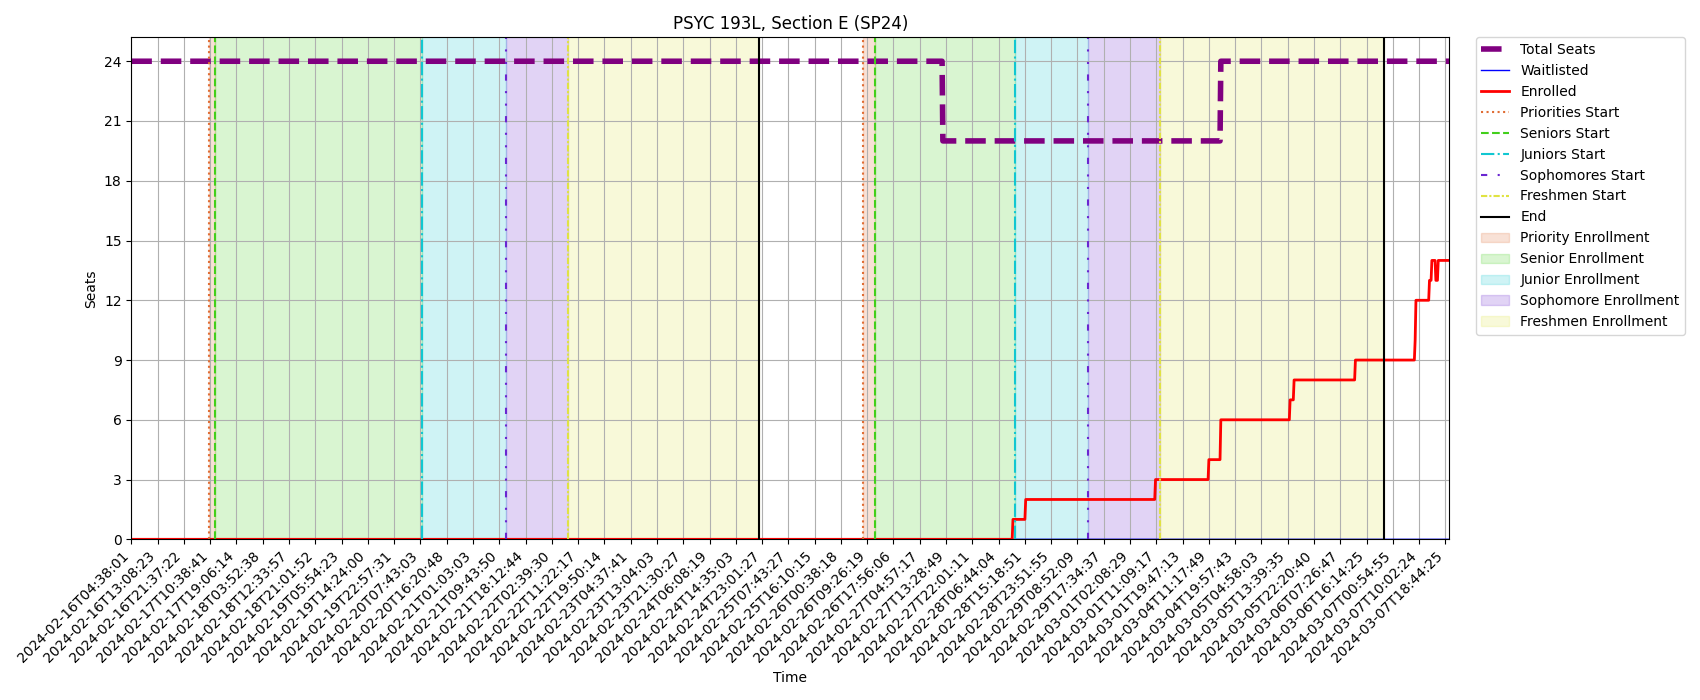 PSYC 193L, Section E (SP24)
Seats
24
21
18
15
12
9
6
3
0
2024-02-16T04:38:01
2024-02-16T13:08:23
2024-02-16T21:37:22
2024-02-17T10:38:41
2024-02-17T19:06:14
2024-02-18T03:52:38
2024-02-18T12:33:57
2024-02-18T21:01:52
2024-02-19T05:54:23
2024-02-19T14:24:00
2024-02-19T22:57:31
2024-02-20T07:43:03
2024-02-20T16:20:48
2024-02-21T01:03:03
2024-02-21T09:43:50
2024-02-21T18:12:44
2024-02-22T02:39:30
2024-02-22T11:22:17
2024-02-22T19:50:14
2024-02-23T04:37:41
2024-02-23T13:04:03
2024-02-23T21:30:27
2024-02-24T06:08:19
2024-02-24T14:35:03
2024-02-24T23:01:27
2024-02-25T07:43:27
2024-02-25T16:10:15
2024-02-26T00:38:18
2024-02-26T09:26:19
2024-02-26T17:56:06
2024-02-27T04:57:17
2024-02-27T13:28:49
2024-02-27T22:01:11
2024-02-28T06:44:04
2024-02-28T15:18:51
2024-02-28T23:51:55
2024-02-29T08:52:09
2024-02-29T17:34:37
2024-03-01T02:08:29
2024-03-01T11:09:17
2024-03-01T19:47:13
2024-03-04T11:17:49
2024-03-04T19:57:43
2024-03-05T04:58:03
2024-03-05T13:39:35
2024-03-05T22:20:40
2024-03-06T07:26:47
2024-03-06T16:14:25
2024-03-07T00:54:55
2024-03-07T10:02:24
2024-03-07T18:44:25
Time
Total Seats
Waitlisted
Enrolled
Priorities Start
Seniors Start
Juniors Start
Sophomores Start
Freshmen Start
End
Priority Enrollment
Senior Enrollment
Junior Enrollment
Sophomore Enrollment
Freshmen Enrollment